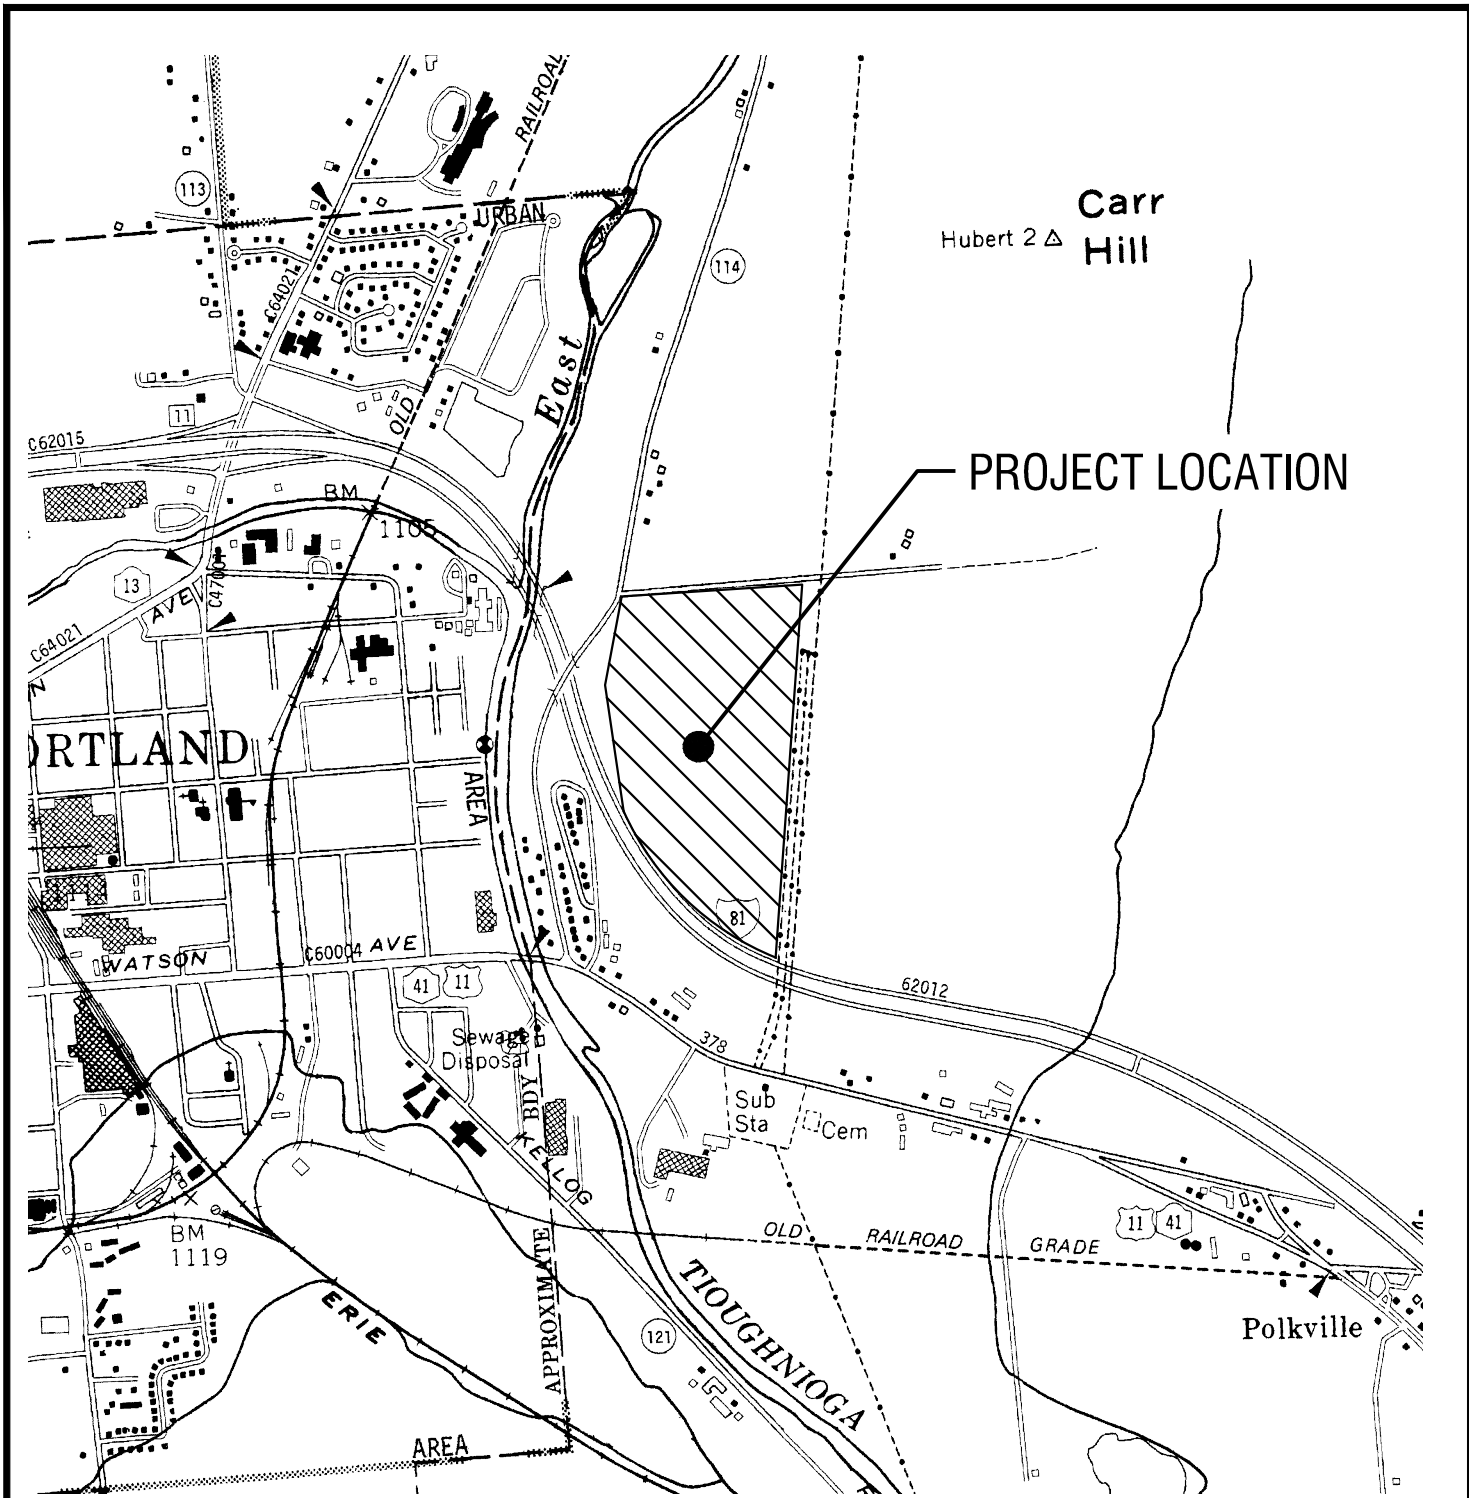 RAILROAD
113
URBAN
Carr
Hill
Hubert 2
114
C64021
East
11
OLD
C62015
PROJECT LOCATION
BM
1105
13
AVE
C47001
C64021
N
ORTLAND
AREA
81
WATSON
C60004 AVE
41
11
62012
Sewage
Disposal
378
BDY
Sub
Sta
Cem
KELLOG
BM
1119
11
41
OLD RAILROAD GRADE
APPROXIMATE
ERIE
TIOUGHNIOGA
121
Polkville
AREA